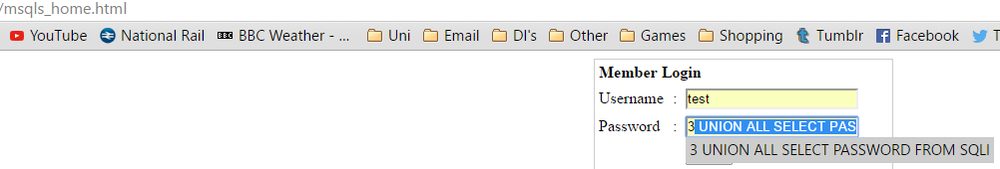 /msqls_home.html
YouTube National Rail BBC Weather - ... Uni Email DI's Other Games Shopping Tumblr Facebook T
Member Login
Username : test
Password : 3 UNION ALL SELECT PAS
3 UNION ALL SELECT PASSWORD FROM SQLI